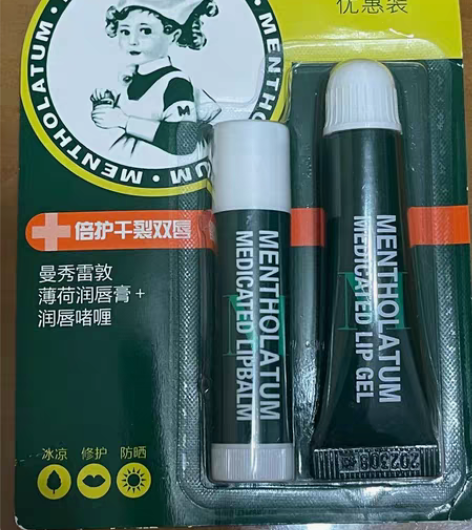 优惠装
MENTHOLATUM • MENTHOLATUM •
M
倍护干裂双唇
曼秀雷敦
薄荷润唇膏+
润唇啫喱
冰凉 修护 防晒
MENTHOLATUM
MEDICATED LIPBALM
M
MENTHOLATUM
MEDICATED LIP GEL
M